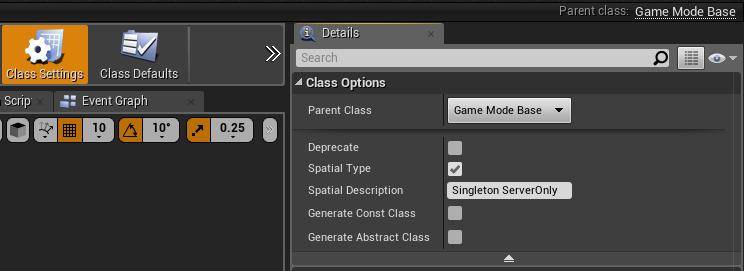 Parent class: Game Mode Base
Class Settings
Class Defaults
Details
Search
Scrip
Event Graph
10
10°
0.25
Class Options
Parent Class
Game Mode Base
Deprecate
Spatial Type
Spatial Description
Singleton ServerOnly
Generate Const Class
Generate Abstract Class